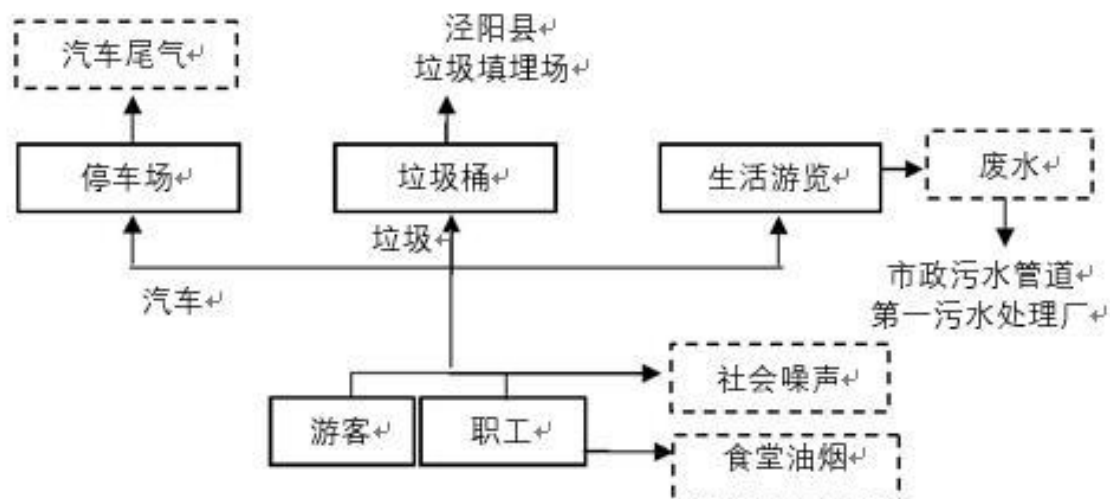 汽车尾气
泾阳县
垃圾填埋场
停车场
垃圾桶
生活游览
废水
垃圾
汽车
市政污水管道
第一污水处理厂
社会噪声
游客
职工
食堂油烟